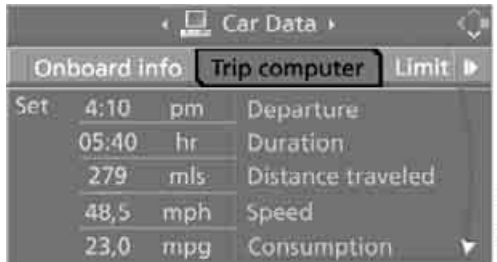 Car Data
Onboard info Trip computer Limit
Set 4:10 pm Departure
05:40 hr Duration
279 mls Distance traveled
48,5 mph Speed
23,0 mpg Consumption